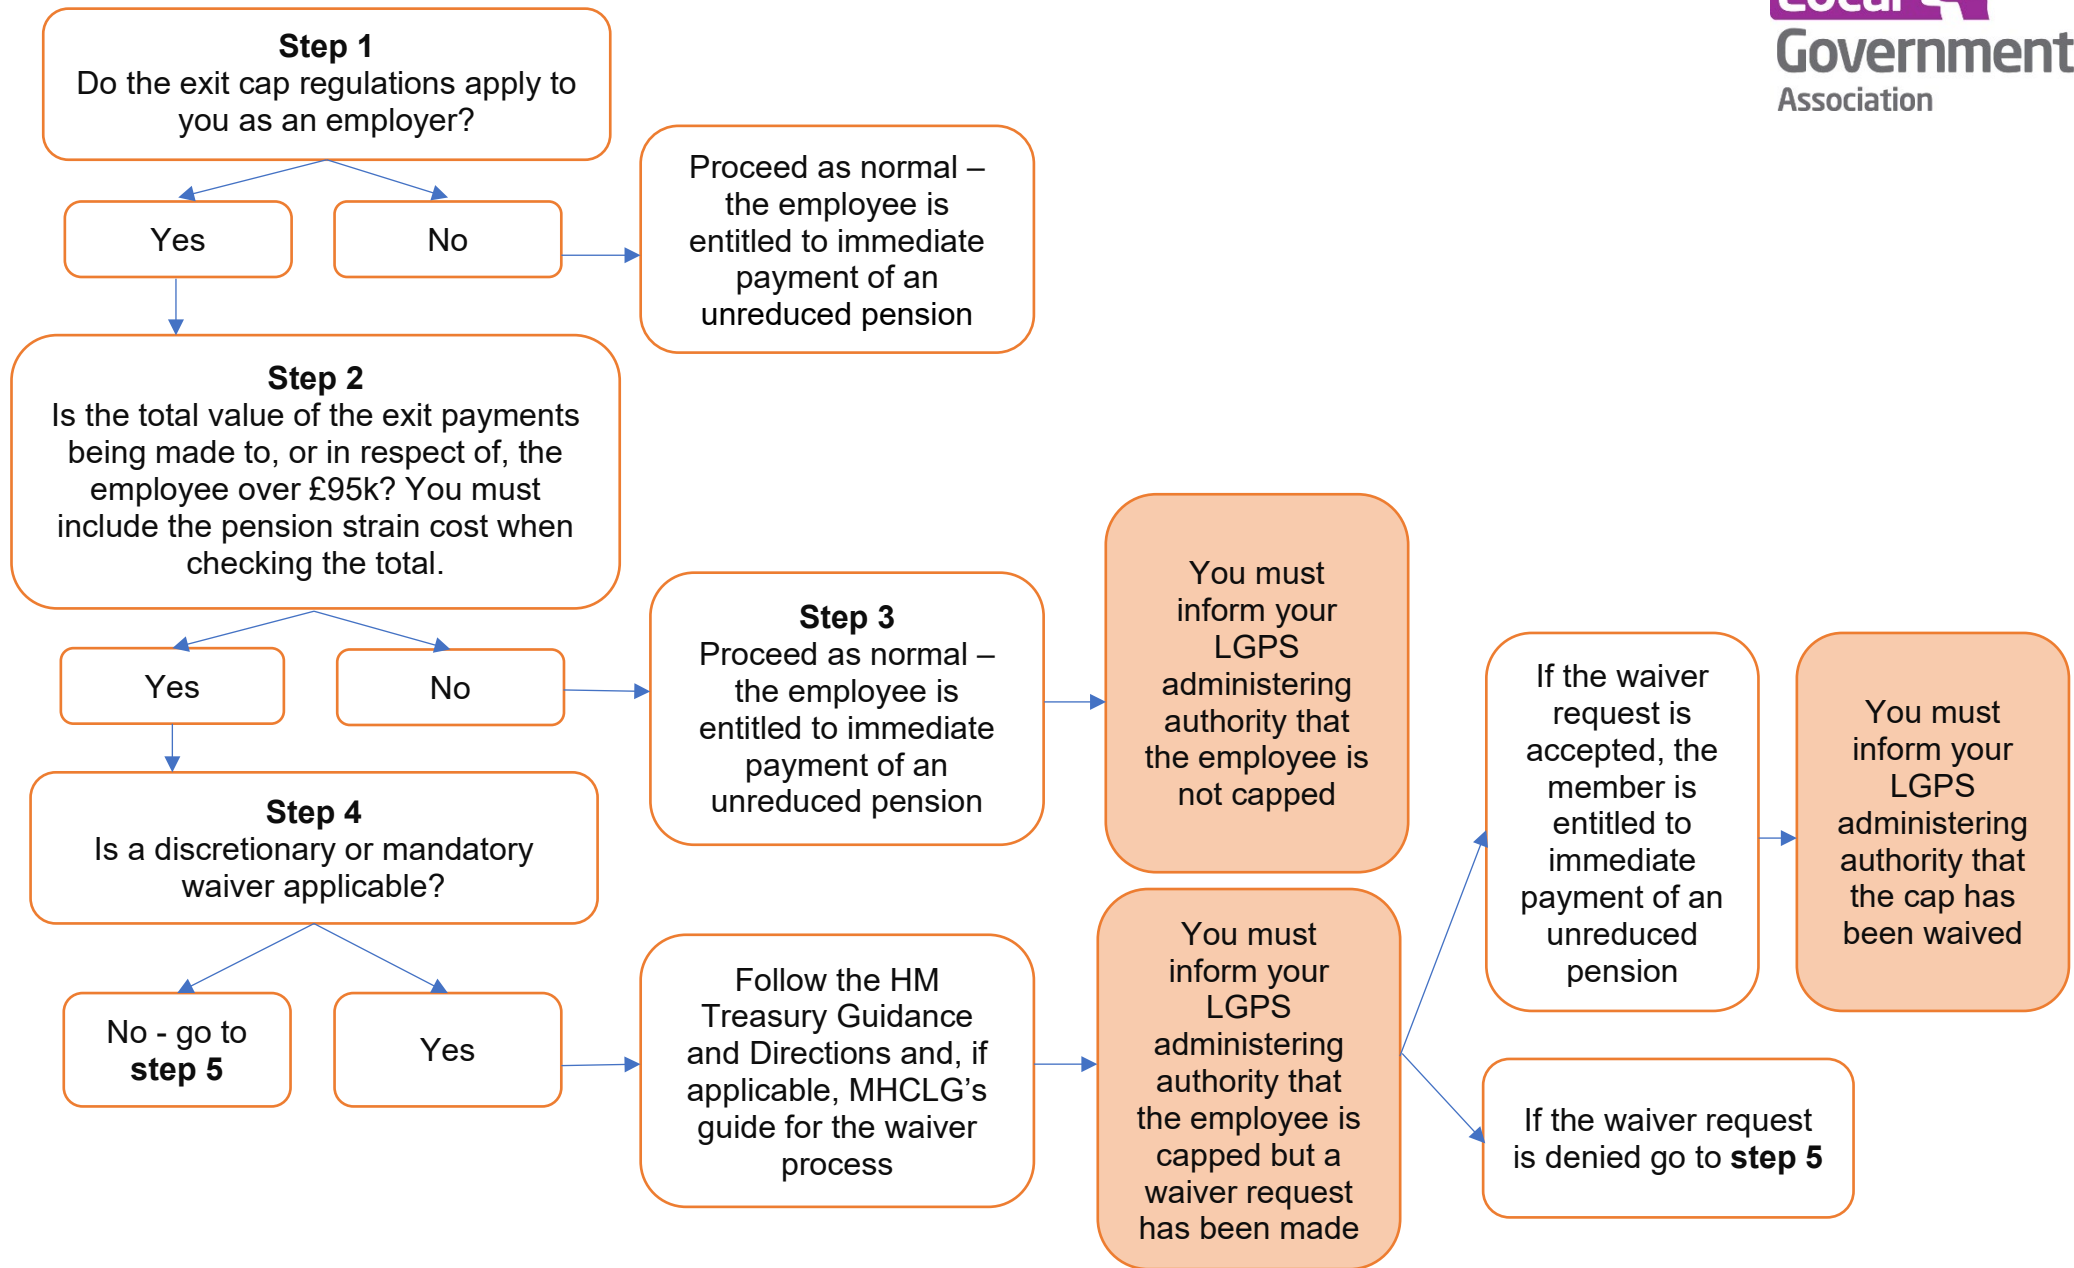 Local
Government
Association
Step 1
Do the exit cap regulations apply to
you as an employer?
Yes
No
Proceed as normal –
the employee is
entitled to immediate
payment of an
unreduced pension
Step 2
Is the total value of the exit payments
being made to, or in respect of, the
employee over £95k? You must
include the pension strain cost when
checking the total.
Yes
No
Step 3
Proceed as normal –
the employee is
entitled to immediate
payment of an
unreduced pension
You must
inform your
LGPS
administering
authority that
the employee is
not capped
Step 4
Is a discretionary or mandatory
waiver applicable?
No - go to
step 5
Yes
Follow the HM
Treasury Guidance
and Directions and, if
applicable, MHCLG’s
guide for the waiver
process
You must
inform your
LGPS
administering
authority that
the employee is
capped but a
waiver request
has been made
If the waiver
request is
accepted, the
member is
entitled to
immediate
payment of an
unreduced
pension
You must
inform your
LGPS
administering
authority that
the cap has
been waived
If the waiver request
is denied go to step 5